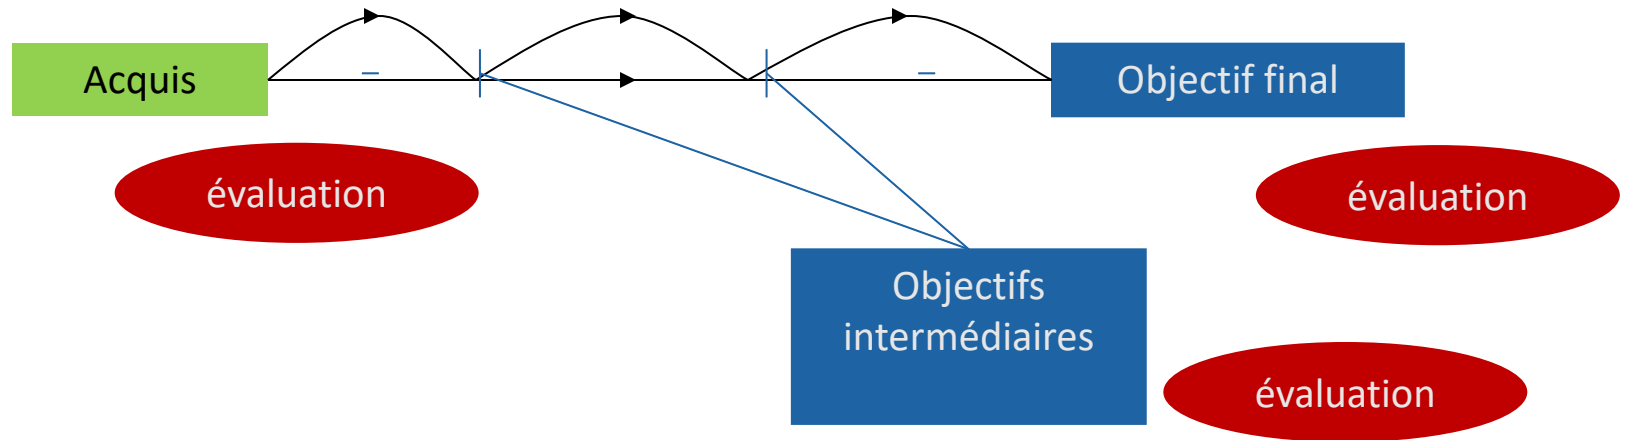 Acquis
Objectif final
évaluation
évaluation
Objectifs
intermédiaires
évaluation